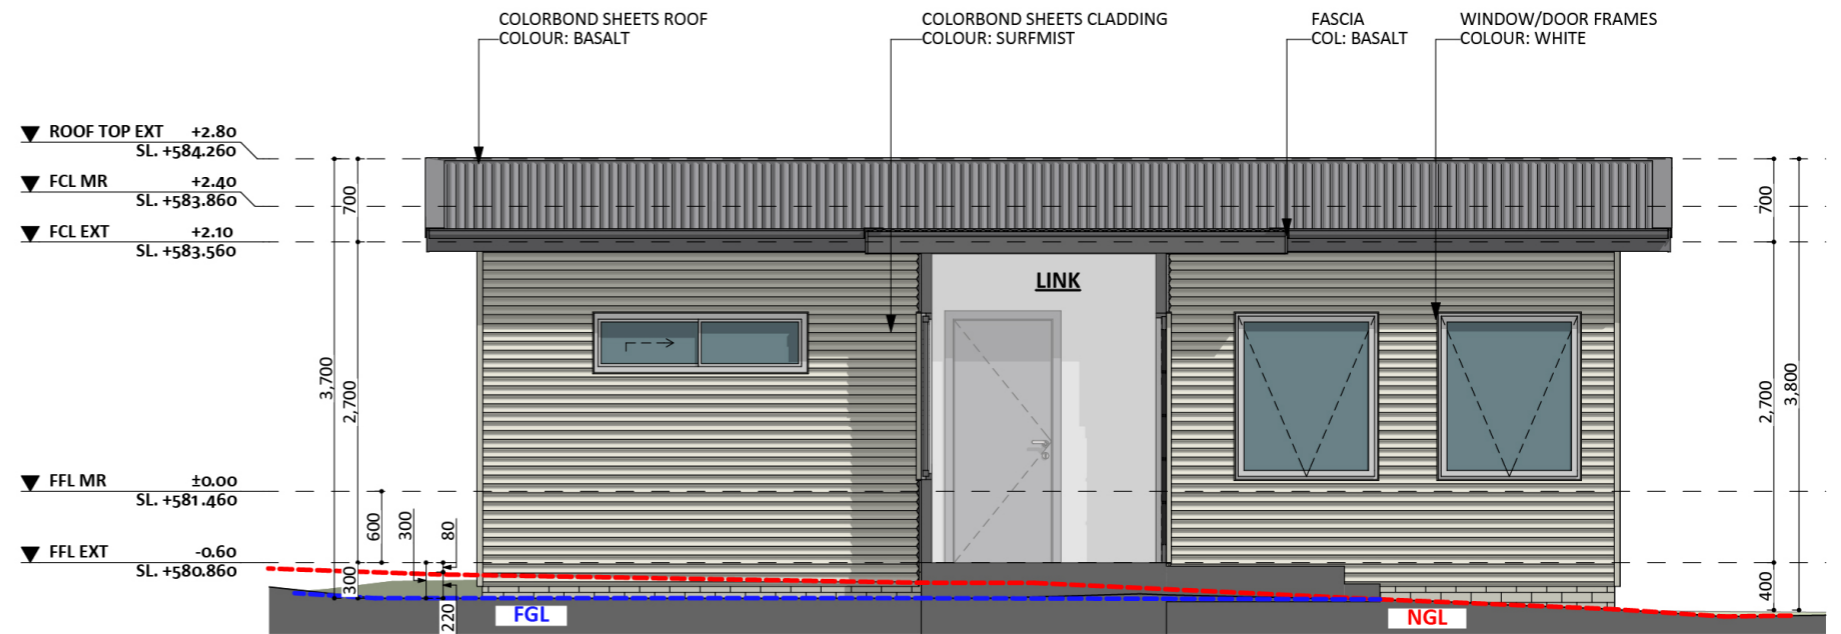 COLORBOND SHEETS ROOF
COLOUR: BASALT
COLORBOND SHEETS CLADDING
COLOUR: SURFMIST
FASCIA
COL: BASALT
WINDOW/DOOR FRAMES
COLOUR: WHITE
ROOF TOP EXT +2.80
SL. +584.260
FCL MR +2.40
SL. +583.860
FCL EXT +2.10
SL. +583.560
FFL MR ±0.00
SL. +581.460
FFL EXT -0.60
SL. +580.860
3,700
700
2,700
300
600
300
80
220
LINK
FGL
NGL
700
2,700
400
3,800